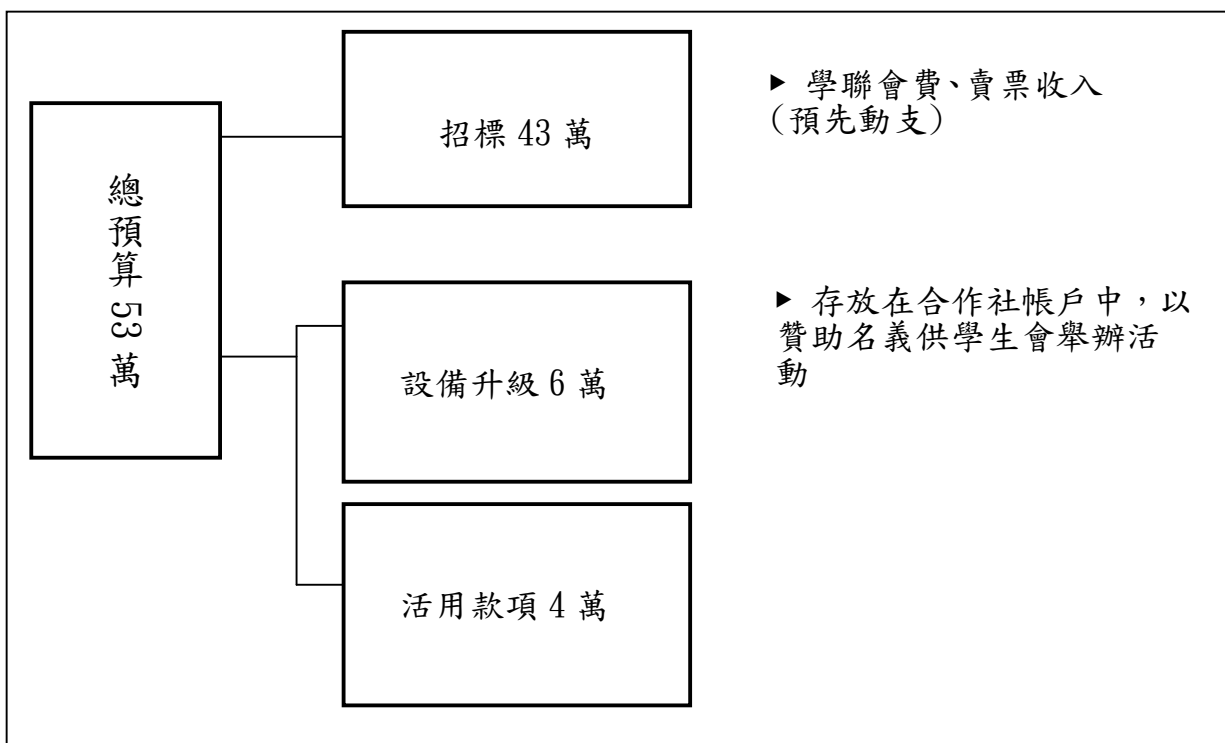 總預算 53 萬
招標 43 萬
▶ 學聯會費、賣票收入
(預先動支)
設備升級 6 萬
▶ 存放在合作社帳戶中，以
贊助名義供學生會舉辦活
動
活用款項 4 萬